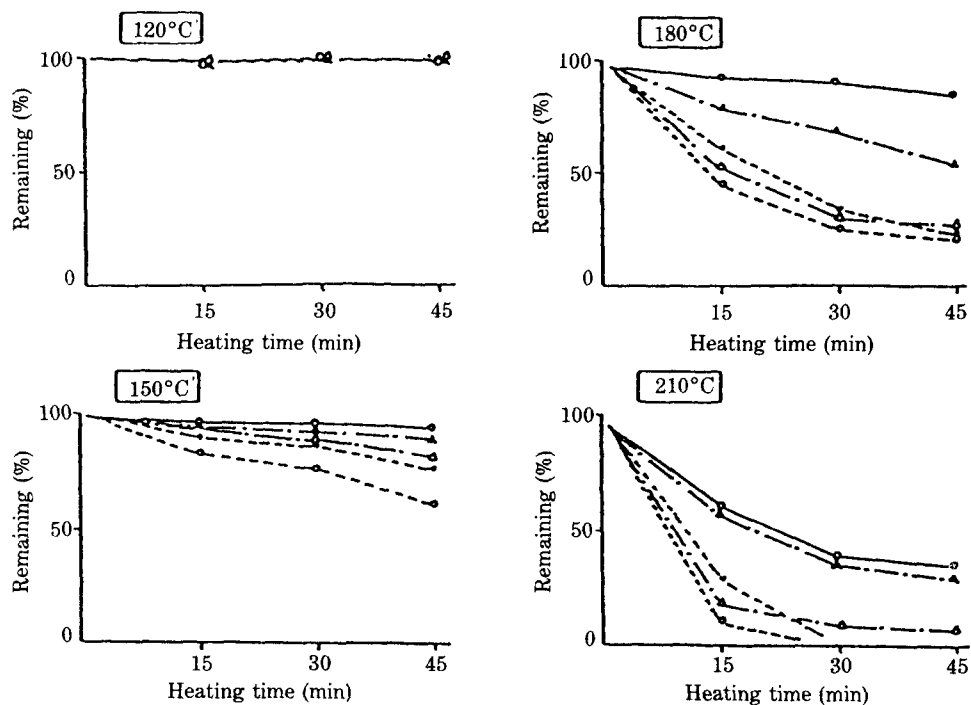 120°C
100
Remaining (%)
50
0
15 30 45
Heating time (min)
180°C
100
Remaining (%)
50
0
15 30 45
Heating time (min)
150°C
100
Remaining (%)
50
0
15 30 45
Heating time (min)
210°C
100
Remaining (%)
50
0
15 30 45
Heating time (min)